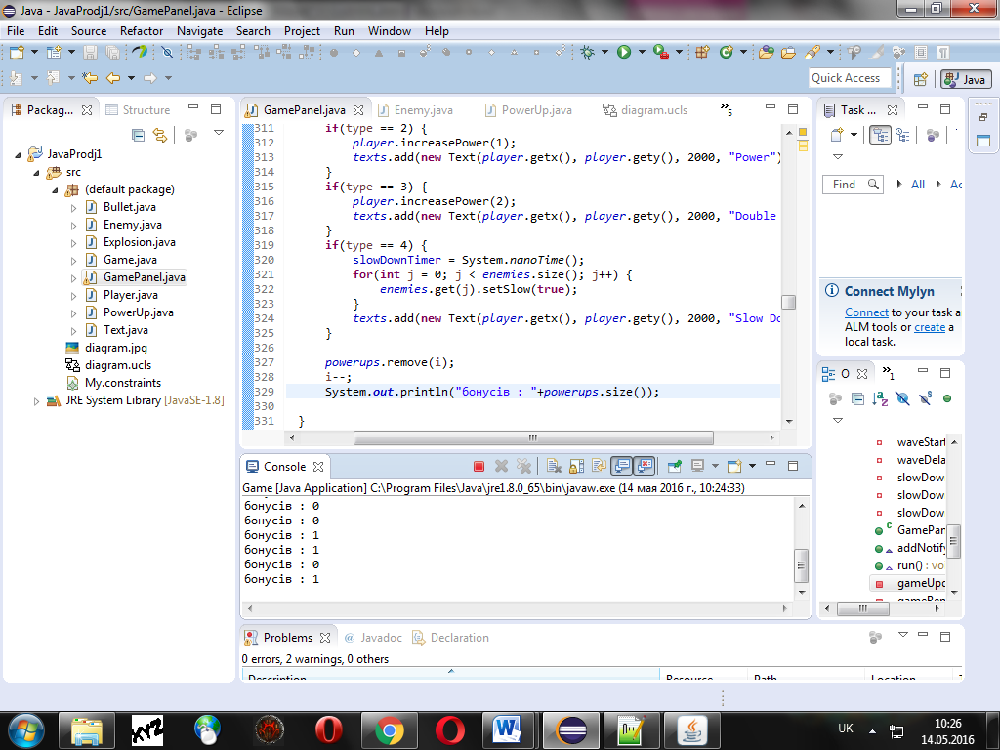 Java - JavaProdj1/src/GamePanel.java - Eclipse
File Edit Source Refactor Navigate Search Project Run Window Help
Quick Access
Java
Packag...
Structure
JavaProdj1
src
(default package)
Bullet.java
Enemy.java
Explosion.java
Game.java
GamePanel.java
Player.java
PowerUp.java
Text.java
diagram.jpg
diagram.ucls
My.constraints
JRE System Library [JavaSE-1.8]
GamePanel.java
Enemy.java
PowerUp.java
diagram.ucls
»5
311 if(type == 2) {
312 player.increasePower(1);
313 texts.add(new Text(player.getx(), player.gety(), 2000, "Power")
314 }
315 if(type == 3) {
316 player.increasePower(2);
317 texts.add(new Text(player.getx(), player.gety(), 2000, "Double
318 }
319 if(type == 4) {
320 slowDownTimer = System.nanoTime();
321 for(int j = 0; j < enemies.size(); j++) {
322 enemies.get(j).setSlow(true);
323 }
324 texts.add(new Text(player.getx(), player.gety(), 2000, "Slow Do
325 }
326
327 powerups.remove(i);
328 i--;
329 System.out.println("бонусів : "+powerups.size());
330
331 }
Console
Game [Java Application] C:\Program Files\Java\jre1.8.0_65\bin\javaw.exe (14 мая 2016 г., 10:24:33)
бонусів : 0
бонусів : 0
бонусів : 1
бонусів : 1
бонусів : 0
бонусів : 1
Problems
@ Javadoc
Declaration
0 errors, 2 warnings, 0 others
Description
Resource
Path
Location
Task ...
Find
All
Ac
Connect Mylyn
Connect to your task a
ALM tools or create a
local task.
O
»1
waveStart
waveDela
slowDow
slowDow
slowDow
GamePan
addNotify
run() : vo
gameUpd
gameRen
UK
10:26
14.05.2016